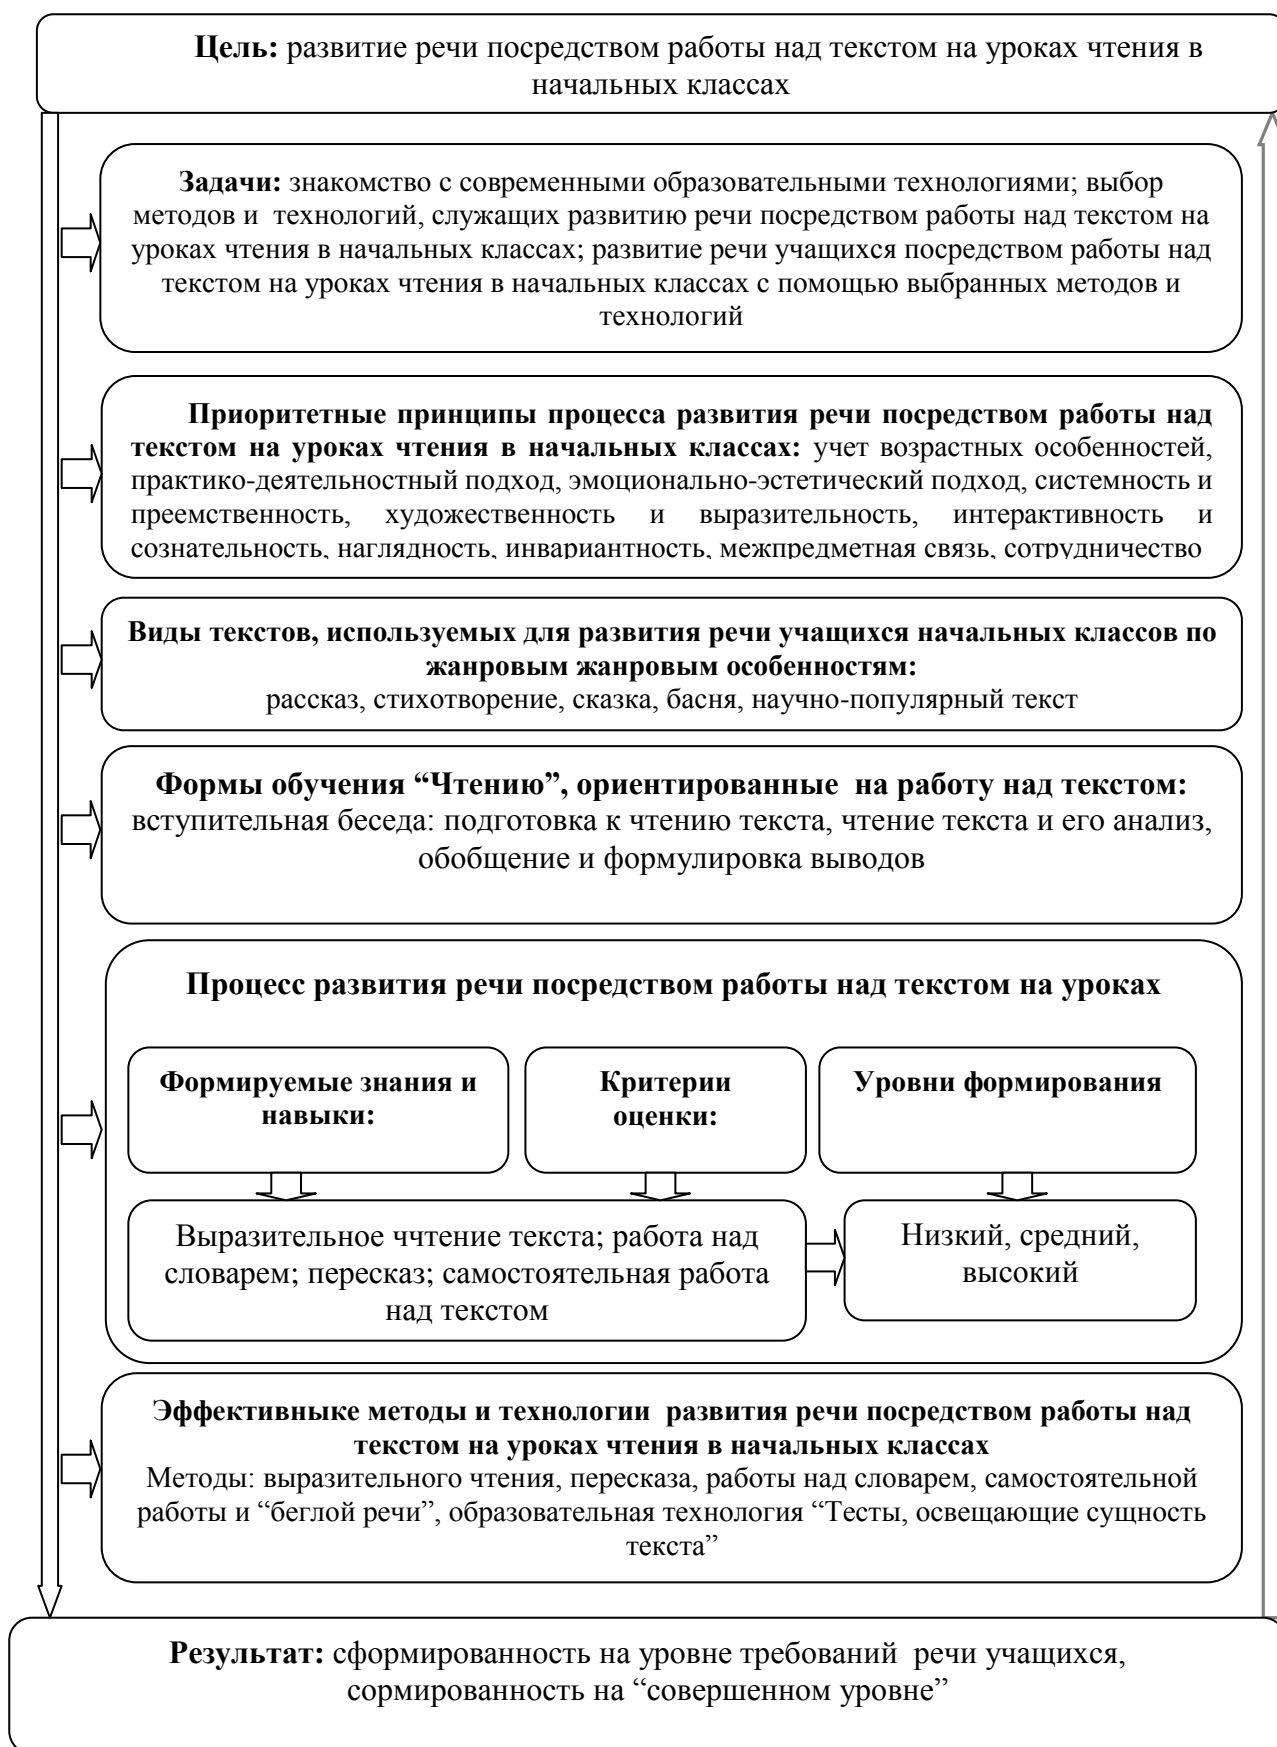 Цель: развитие речи посредством работы над текстом на уроках чтения в
начальных классах
Задачи: знакомство с современными образовательными технологиями; выбор
методов и технологий, служащих развитию речи посредством работы над текстом на
уроках чтения в начальных классах; развитие речи учащихся посредством работы над
текстом на уроках чтения в начальных классах с помощью выбранных методов и
технологий
Приоритетные принципы процесса развития речи посредством работы над
текстом на уроках чтения в начальных классах: учет возрастных особенностей,
практико-деятельностный подход, эмоционально-эстетический подход, системность и
преемственность, художественность и выразительность, интерактивность и
сознательность, наглядность, инвариантность, межпредметная связь, сотрудничество
Виды текстов, используемых для развития речи учащихся начальных классов по
жанровым жанровым особенностям:
рассказ, стихотворение, сказка, басня, научно-популярный текст
Формы обучения “Чтению”, ориентированные на работу над текстом:
вступительная беседа: подготовка к чтению текста, чтение текста и его анализ,
обобщение и формулировка выводов
Процесс развития речи посредством работы над текстом на уроках
Формируемые знания и
навыки:
Критерии
оценки:
Уровни формирования
Выразительное ччтение текста; работа над
словарем; пересказ; самостоятельная работа
над текстом
Низкий, средний,
высокий
Эффективныке методы и технологии развития речи посредством работы над
текстом на уроках чтения в начальных классах
Методы: выразительного чтения, пересказа, работы над словарем, самостоятельной
работы и “беглой речи”, образовательная технология “Тесты, освещающие сущность
текста”
Результат: сформированность на уровне требований речи учащихся,
сормированность на “совершенном уровне”